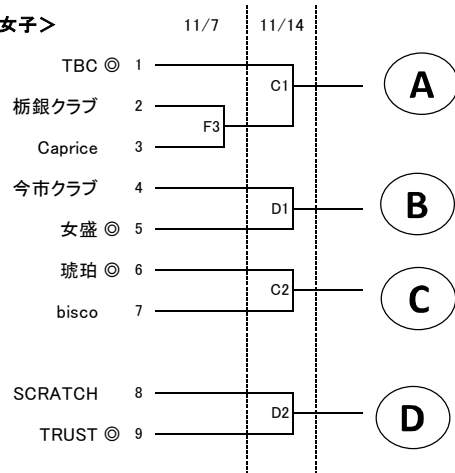 女子＞ 11/7 11/14
TBC ◎ 1
C1
A
栃銀クラブ 2
F3
Caprice 3
今市クラブ 4
D1
B
女盛 ◎ 5
琥珀 ◎ 6
C2
C
bisco 7
SCRATCH 8
D2
D
TRUST ◎ 9